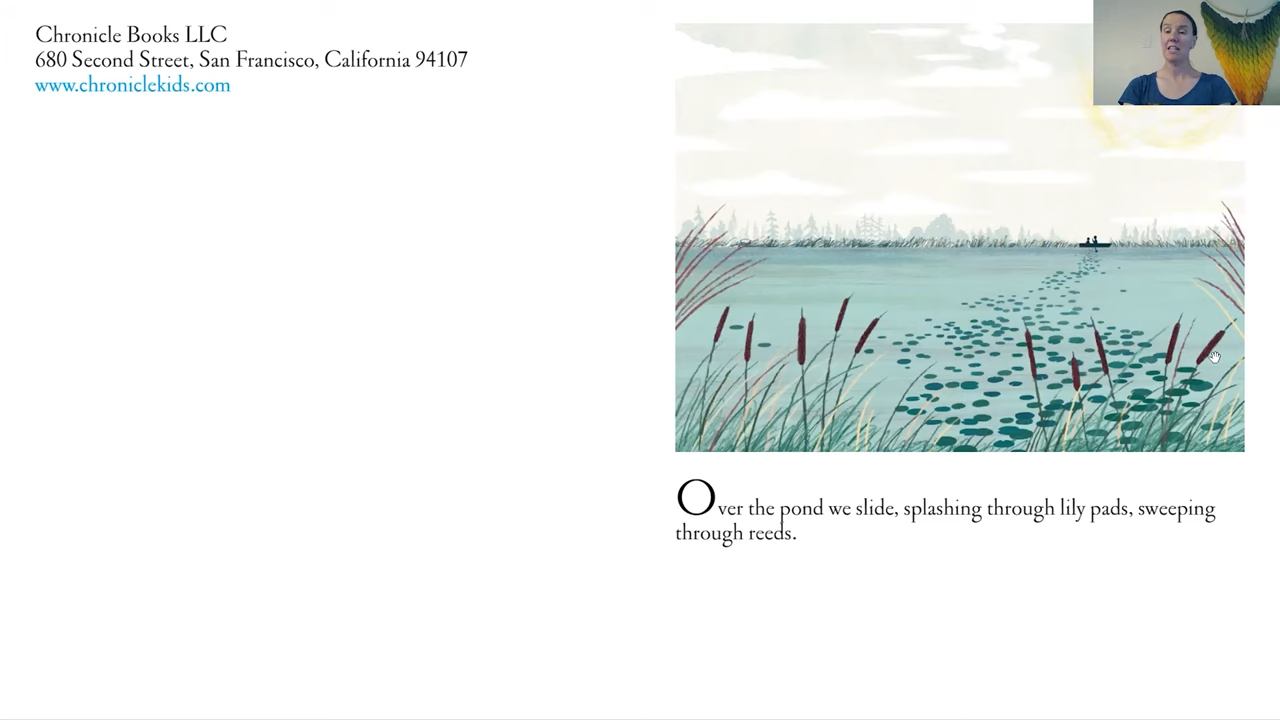 Chronicle Books LLC
680 Second Street, San Francisco, California 94107
www.chroniclekids.com
Over the pond we slide, splashing through lily pads, sweeping
through reeds.